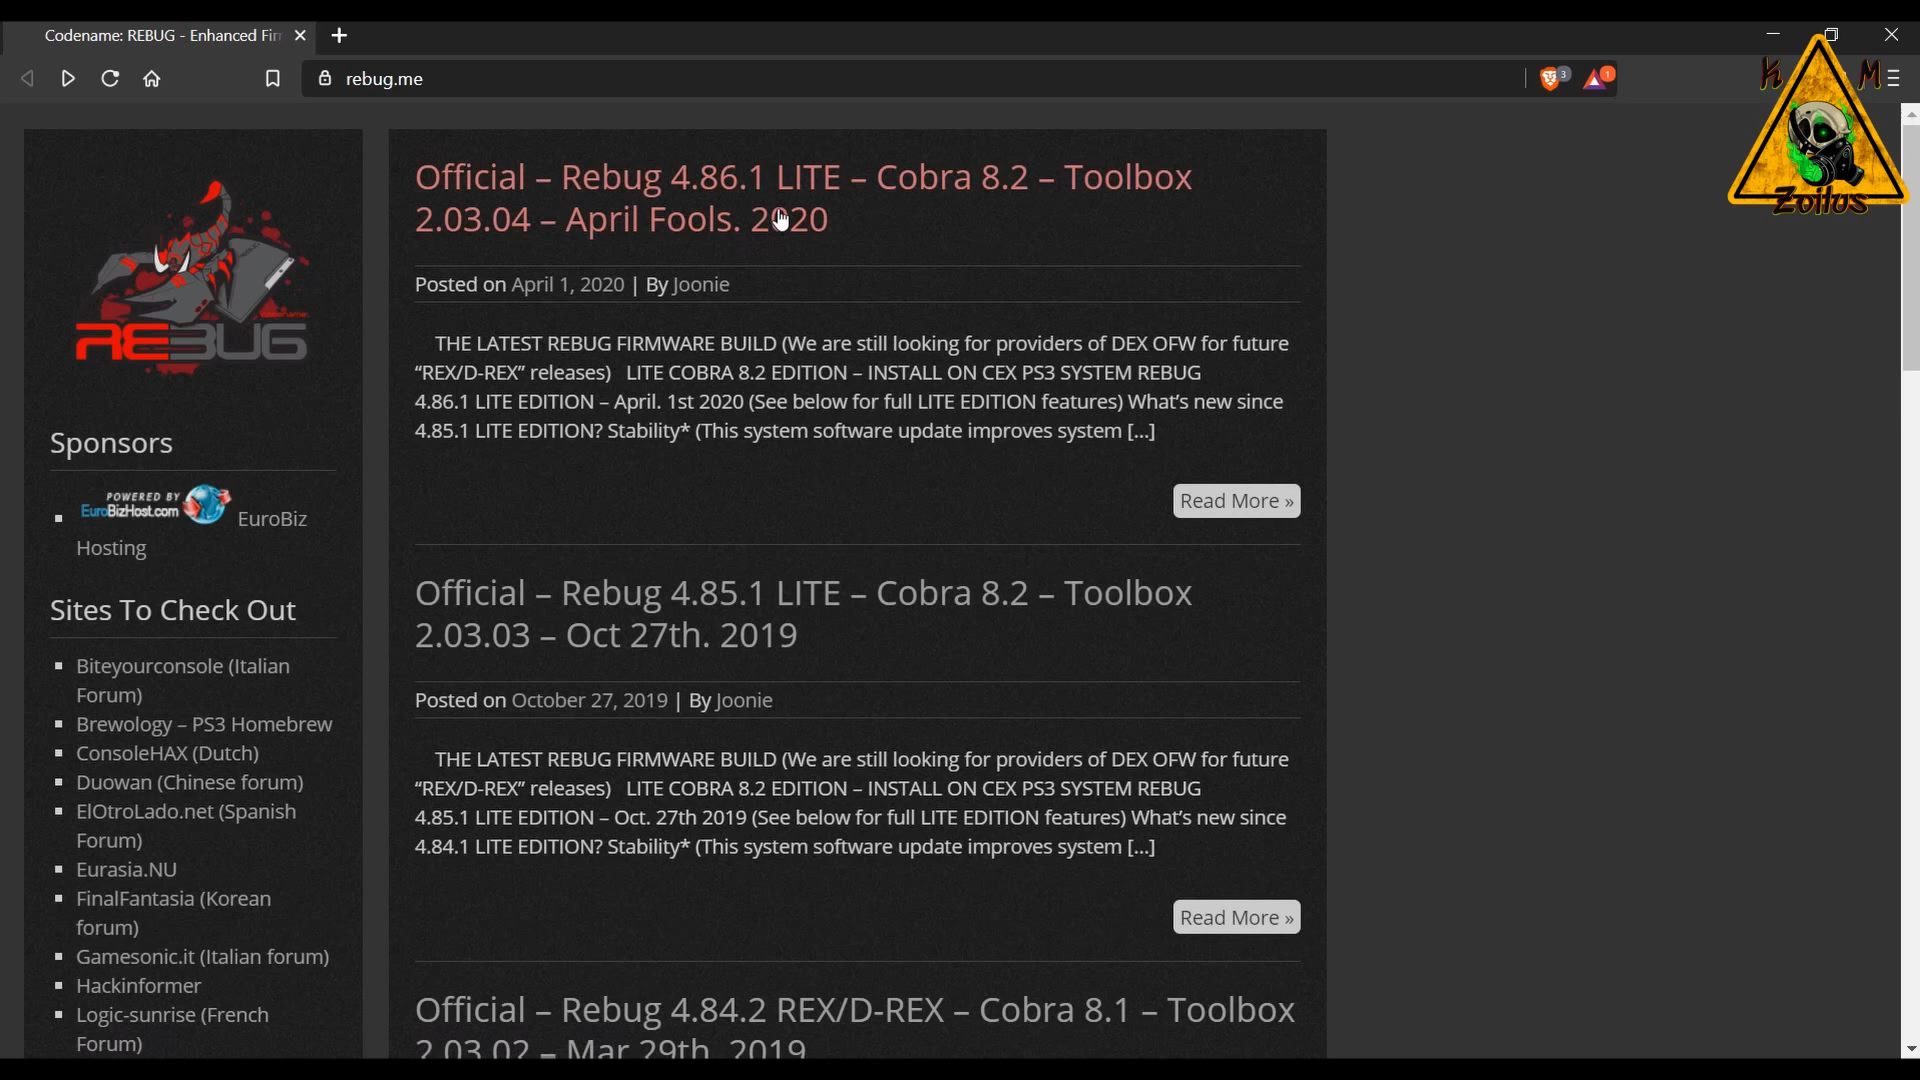 Codename: REBUG - Enhanced Fir
rebug.me
3
1
K M
Zoilus
REBUG
Sponsors
POWERED BY
EuroBizHost.com
EuroBiz
Hosting
Sites To Check Out
Biteyourconsole (Italian
Forum)
Brewology – PS3 Homebrew
ConsoleHAX (Dutch)
Duowan (Chinese forum)
ElOtroLado.net (Spanish
Forum)
Eurasia.NU
FinalFantasia (Korean
forum)
Gamesonic.it (Italian forum)
Hackinformer
Logic-sunrise (French
Forum)
Official – Rebug 4.86.1 LITE – Cobra 8.2 – Toolbox
2.03.04 – April Fools. 2020
Posted on April 1, 2020 | By Joonie
THE LATEST REBUG FIRMWARE BUILD (We are still looking for providers of DEX OFW for future
“REX/D-REX” releases) LITE COBRA 8.2 EDITION – INSTALL ON CEX PS3 SYSTEM REBUG
4.86.1 LITE EDITION – April. 1st 2020 (See below for full LITE EDITION features) What’s new since
4.85.1 LITE EDITION? Stability* (This system software update improves system [...]
Read More »
Official – Rebug 4.85.1 LITE – Cobra 8.2 – Toolbox
2.03.03 – Oct 27th. 2019
Posted on October 27, 2019 | By Joonie
THE LATEST REBUG FIRMWARE BUILD (We are still looking for providers of DEX OFW for future
“REX/D-REX” releases) LITE COBRA 8.2 EDITION – INSTALL ON CEX PS3 SYSTEM REBUG
4.85.1 LITE EDITION – Oct. 27th 2019 (See below for full LITE EDITION features) What’s new since
4.84.1 LITE EDITION? Stability* (This system software update improves system [...]
Read More »
Official – Rebug 4.84.2 REX/D-REX – Cobra 8.1 – Toolbox
2.03.02 – Mar 29th. 2019